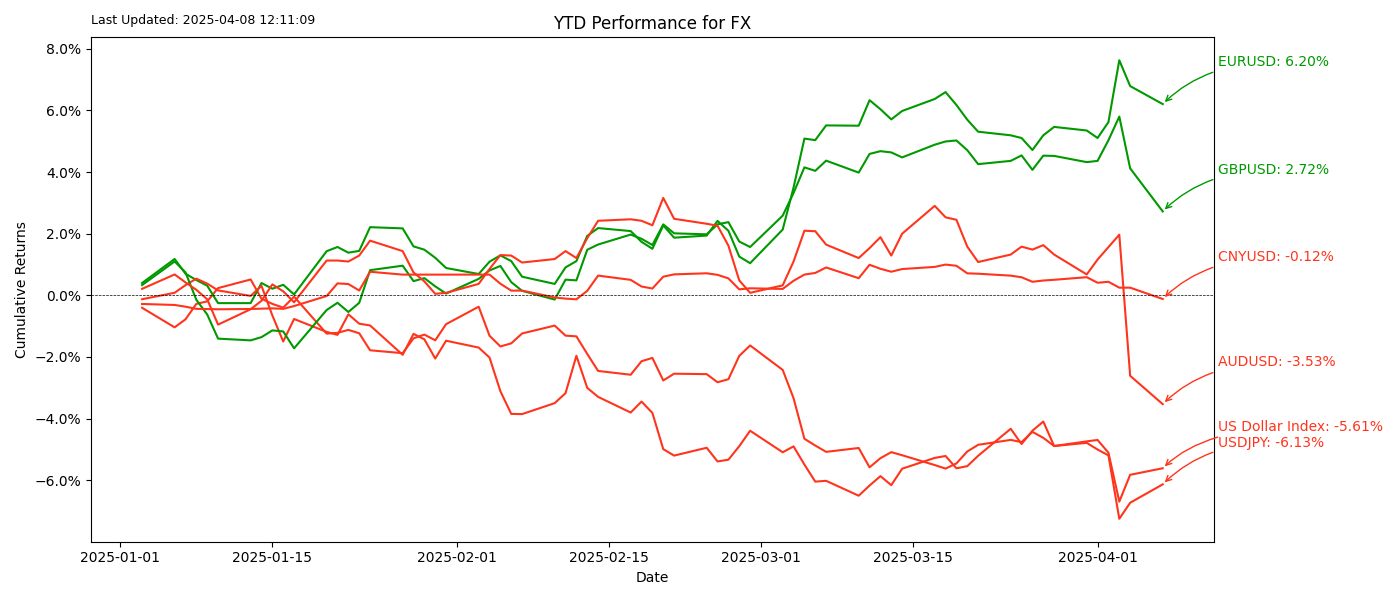 Last Updated: 2025-04-08 12:11:09
YTD Performance for FX
8.0%
6.0%
4.0%
2.0%
0.0%
−2.0%
−4.0%
−6.0%
Cumulative Returns
EURUSD: 6.20%
GBPUSD: 2.72%
CNYUSD: -0.12%
AUDUSD: -3.53%
US Dollar Index: -5.61%
USDJPY: -6.13%
2025-01-01
2025-01-15
2025-02-01
2025-02-15
2025-03-01
2025-03-15
2025-04-01
Date